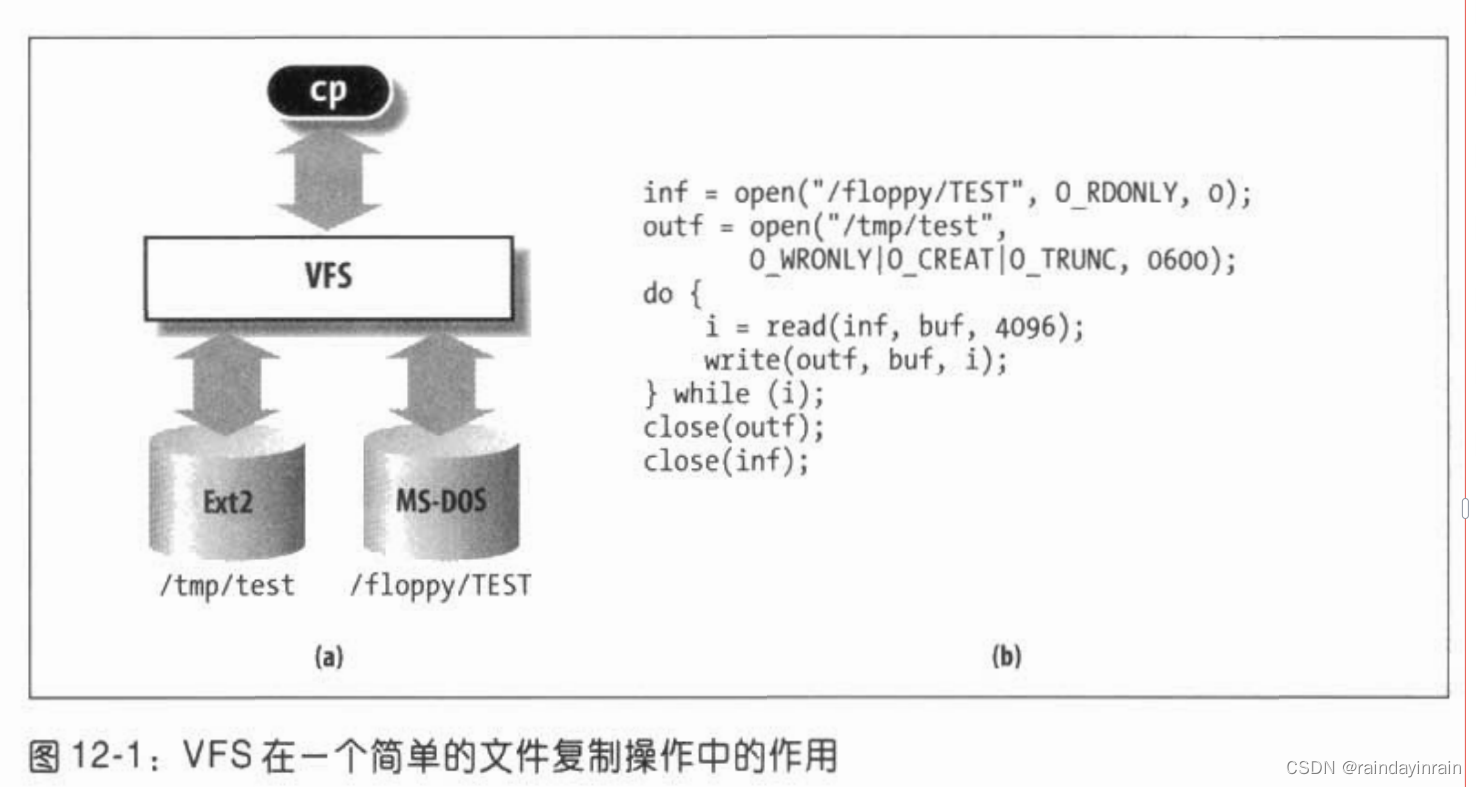 cp
VFS
Ext2
MS-DOS
/tmp/test
/floppy/TEST
(a)
inf = open("/floppy/TEST", O_RDONLY, 0);
outf = open("/tmp/test",
O_WRONLY|O_CREAT|O_TRUNC, 0600);
do {
i = read(inf, buf, 4096);
write(outf, buf, i);
} while (i);
close(outf);
close(inf);
(b)
图 12-1：VFS 在一个简单的文件复制操作中的作用
CSDN @raindayinrain